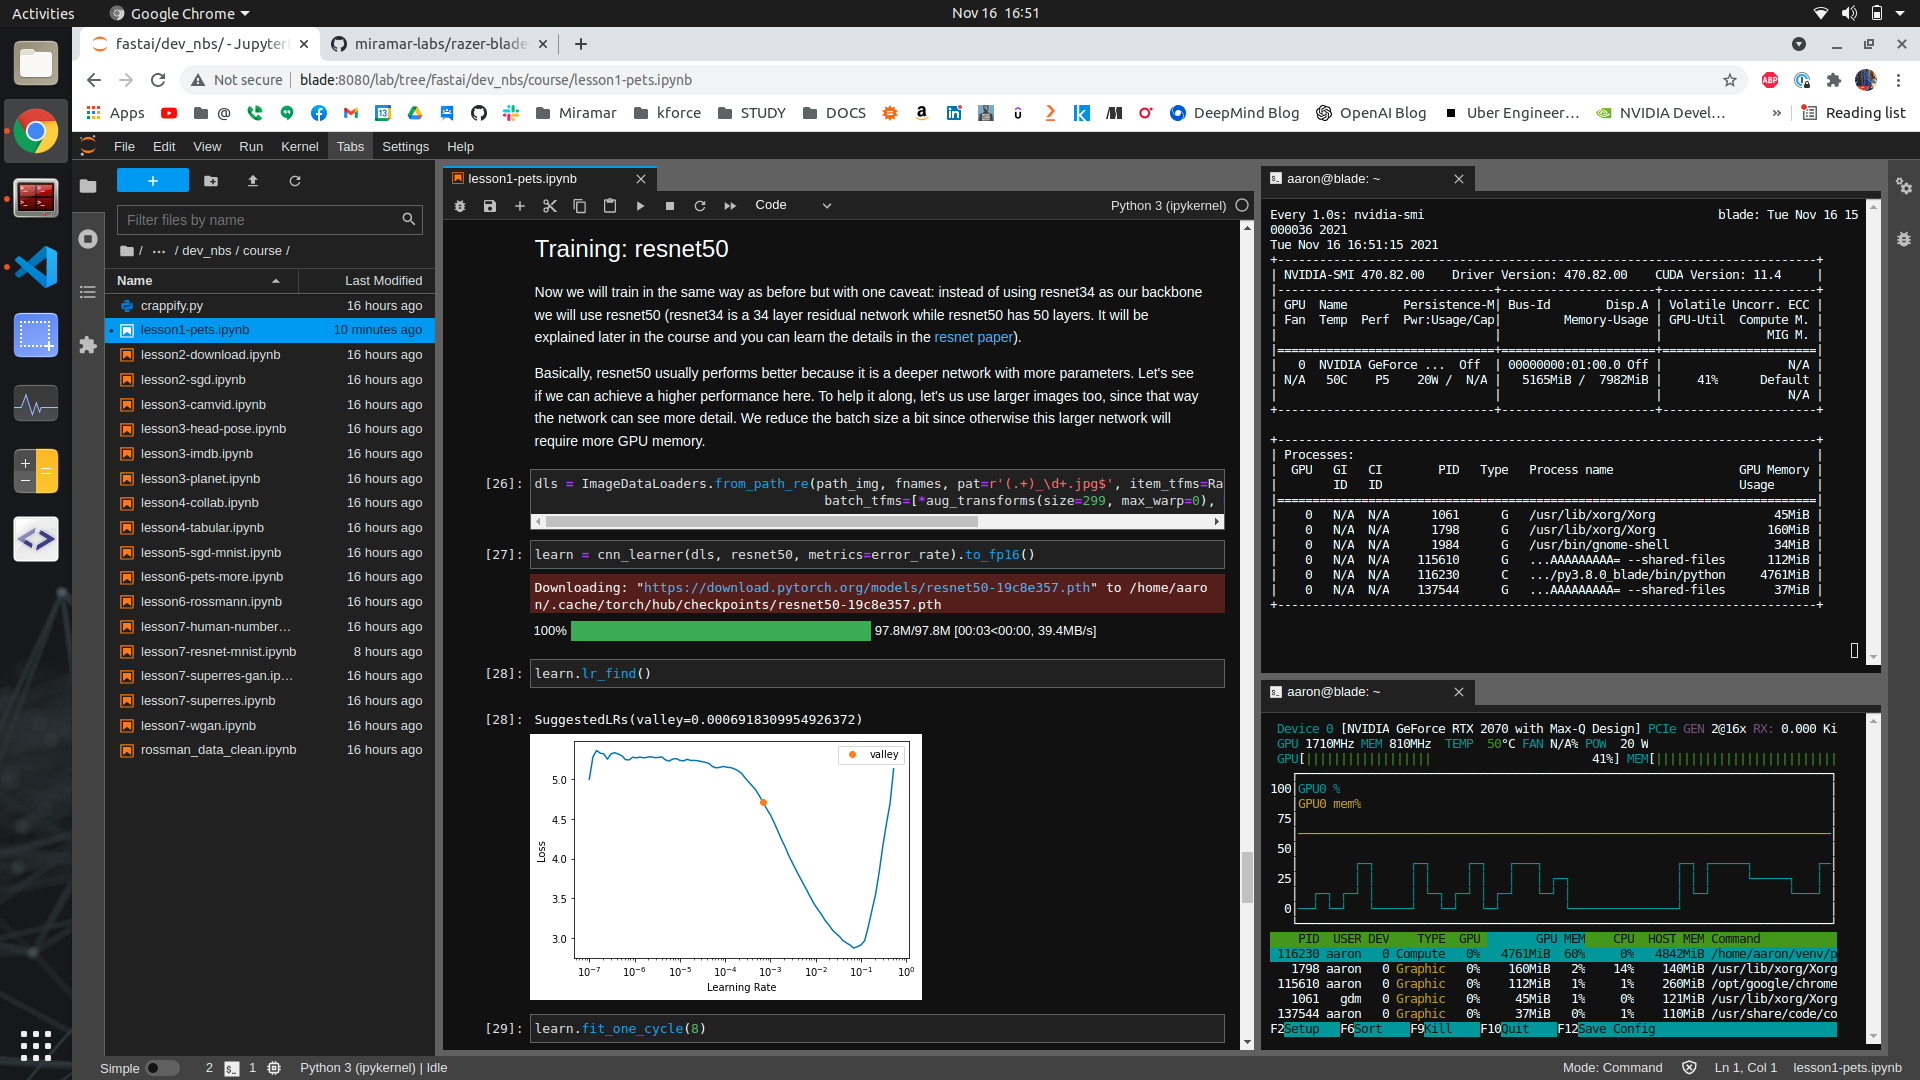 Activities
Google Chrome
Nov 16 16:51
fastai/dev_nbs/ - Jupyter
miramar-labs/razer-blade
Not secure
blade:8080/lab/tree/fastai/dev_nbs/course/lesson1-pets.ipynb
ABP
Apps
@
Miramar
kforce
STUDY
DOCS
DeepMind Blog
OpenAI Blog
Uber Engineer…
NVIDIA Devel…
»
Reading list
File Edit View Run Kernel Tabs Settings Help
Filter files by name
/ ··· / dev_nbs / course /
Name Last Modified
crappify.py 16 hours ago
lesson1-pets.ipynb 10 minutes ago
lesson2-download.ipynb 16 hours ago
lesson2-sgd.ipynb 16 hours ago
lesson3-camvid.ipynb 16 hours ago
lesson3-head-pose.ipynb 16 hours ago
lesson3-imdb.ipynb 16 hours ago
lesson3-planet.ipynb 16 hours ago
lesson4-collab.ipynb 16 hours ago
lesson4-tabular.ipynb 16 hours ago
lesson5-sgd-mnist.ipynb 16 hours ago
lesson6-pets-more.ipynb 16 hours ago
lesson6-rossmann.ipynb 16 hours ago
lesson7-human-number… 16 hours ago
lesson7-resnet-mnist.ipynb 8 hours ago
lesson7-superres-gan.ip… 16 hours ago
lesson7-superres.ipynb 16 hours ago
lesson7-wgan.ipynb 16 hours ago
rossman_data_clean.ipynb 16 hours ago
lesson1-pets.ipynb
Code
Python 3 (ipykernel)
Training: resnet50
Now we will train in the same way as before but with one caveat: instead of using resnet34 as our backbone
we will use resnet50 (resnet34 is a 34 layer residual network while resnet50 has 50 layers. It will be
explained later in the course and you can learn the details in the resnet paper).
Basically, resnet50 usually performs better because it is a deeper network with more parameters. Let's see
if we can achieve a higher performance here. To help it along, let's us use larger images too, since that way
the network can see more detail. We reduce the batch size a bit since otherwise this larger network will
require more GPU memory.
[26]: dls = ImageDataLoaders.from_path_re(path_img, fnames, pat=r'(.+)_\d+.jpg$', item_tfms=Ra
batch_tfms=[*aug_transforms(size=299, max_warp=0),
[27]: learn = cnn_learner(dls, resnet50, metrics=error_rate).to_fp16()
Downloading: "https://download.pytorch.org/models/resnet50-19c8e357.pth" to /home/aaro
n/.cache/torch/hub/checkpoints/resnet50-19c8e357.pth
100% 97.8M/97.8M [00:03<00:00, 39.4MB/s]
[28]: learn.lr_find()
[28]: SuggestedLRs(valley=0.0006918309954926372)
valley
5.0
4.5
4.0
3.5
3.0
Loss
10⁻⁷ 10⁻⁶ 10⁻⁵ 10⁻⁴ 10⁻³ 10⁻² 10⁻¹ 10⁰
Learning Rate
[29]: learn.fit_one_cycle(8)
aaron@blade: ~
Every 1.0s: nvidia-smi blade: Tue Nov 16 15
000036 2021
Tue Nov 16 16:51:15 2021
+-----------------------------------------------------------------------------+
| NVIDIA-SMI 470.82.00 Driver Version: 470.82.00 CUDA Version: 11.4 |
|-------------------------------+----------------------+----------------------+
| GPU Name Persistence-M| Bus-Id Disp.A | Volatile Uncorr. ECC |
| Fan Temp Perf Pwr:Usage/Cap| Memory-Usage | GPU-Util Compute M. |
| | | MIG M. |
|===============================+======================+======================|
| 0 NVIDIA GeForce ... Off | 00000000:01:00.0 Off | N/A |
| N/A 50C P5 20W / N/A | 5165MiB / 7982MiB | 41% Default |
| | | N/A |
+-------------------------------+----------------------+----------------------+
+-----------------------------------------------------------------------------+
| Processes: |
| GPU GI CI PID Type Process name GPU Memory |
| ID ID Usage |
|=============================================================================|
| 0 N/A N/A 1061 G /usr/lib/xorg/Xorg 45MiB |
| 0 N/A N/A 1798 G /usr/lib/xorg/Xorg 160MiB |
| 0 N/A N/A 1984 G /usr/bin/gnome-shell 34MiB |
| 0 N/A N/A 115610 G ...AAAAAAAAA= --shared-files 112MiB |
| 0 N/A N/A 116230 C .../py3.8.0_blade/bin/python 4761MiB |
| 0 N/A N/A 137544 G ...AAAAAAAAA= --shared-files 37MiB |
+-----------------------------------------------------------------------------+
aaron@blade: ~
Device 0 [NVIDIA GeForce RTX 2070 with Max-Q Design] PCIe GEN 2@16x RX: 0.000 Ki
GPU 1710MHz MEM 810MHz TEMP 50°C FAN N/A% POW 20 W
GPU[|||||||||||||||||| 41%] MEM[||||||||||||||||||||||||||
100 GPU0 %
GPU0 mem%
75
50
25
0
PID USER DEV TYPE GPU GPU MEM CPU HOST MEM Command
116230 aaron 0 Compute 0% 4761MiB 60% 0% 4842MiB /home/aaron/venv/p
1798 aaron 0 Graphic 0% 160MiB 2% 14% 140MiB /usr/lib/xorg/Xorg
115610 aaron 0 Graphic 0% 112MiB 1% 1% 260MiB /opt/google/chrome
1061 gdm 0 Graphic 0% 45MiB 1% 0% 121MiB /usr/lib/xorg/Xorg
137544 aaron 0 Graphic 0% 37MiB 0% 1% 110MiB /usr/share/code/co
F2Setup F6Sort F9Kill F10Quit F12Save Config
Simple 2 1 Python 3 (ipykernel) | Idle
Mode: Command Ln 1, Col 1 lesson1-pets.ipynb